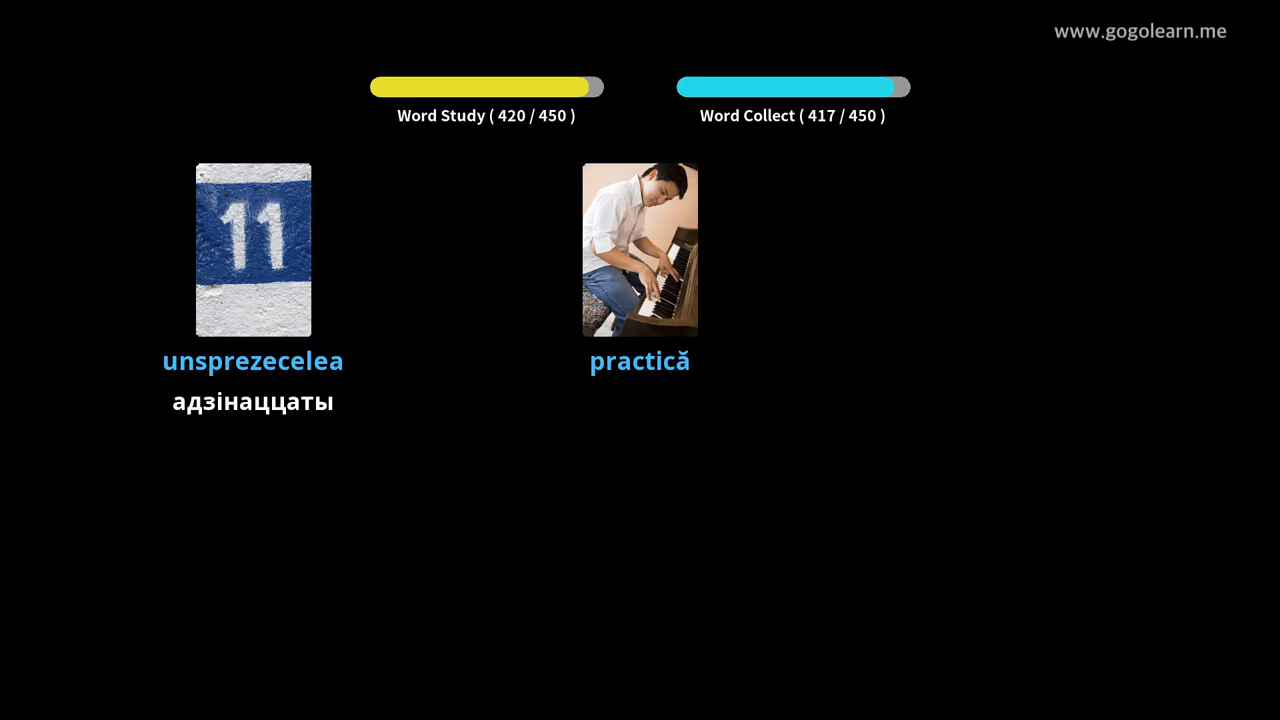 www.gogolearn.me
Word Study ( 420 / 450 )
Word Collect ( 417 / 450 )
11
unsprezecelea
practică
адзінаццаты